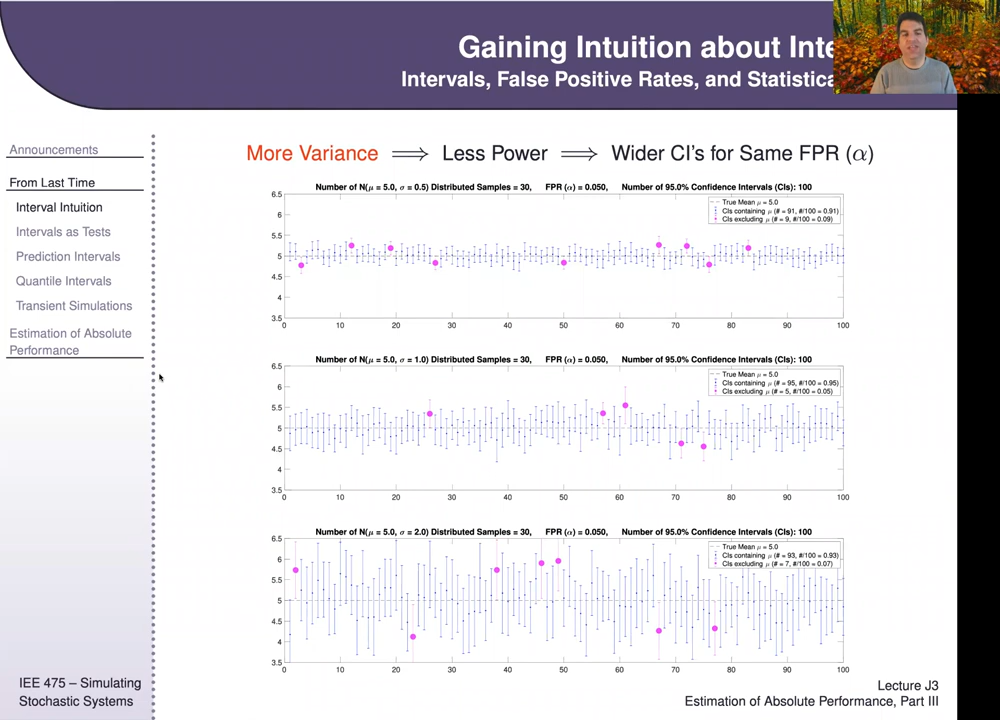 Gaining Intuition about Inte
Intervals, False Positive Rates, and Statistica
Announcements
From Last Time
Interval Intuition
Intervals as Tests
Prediction Intervals
Quantile Intervals
Transient Simulations
Estimation of Absolute
Performance
More Variance ⟹ Less Power ⟹ Wider CI's for Same FPR (α)
Number of N(μ = 5.0, σ = 0.5) Distributed Samples = 30, FPR (α) = 0.050, Number of 95.0% Confidence Intervals (CIs): 100
True Mean μ = 5.0
CIs containing μ (# = 91, #/100 = 0.91)
CIs excluding μ (# = 9, #/100 = 0.09)
6.5
6
5.5
5
4.5
4
3.5
0 10 20 30 40 50 60 70 80 90 100
Number of N(μ = 5.0, σ = 1.0) Distributed Samples = 30, FPR (α) = 0.050, Number of 95.0% Confidence Intervals (CIs): 100
True Mean μ = 5.0
CIs containing μ (# = 95, #/100 = 0.95)
CIs excluding μ (# = 5, #/100 = 0.05)
6.5
6
5.5
5
4.5
4
3.5
0 10 20 30 40 50 60 70 80 90 100
Number of N(μ = 5.0, σ = 2.0) Distributed Samples = 30, FPR (α) = 0.050, Number of 95.0% Confidence Intervals (CIs): 100
True Mean μ = 5.0
CIs containing μ (# = 93, #/100 = 0.93)
CIs excluding μ (# = 7, #/100 = 0.07)
6.5
6
5.5
5
4.5
4
3.5
0 10 20 30 40 50 60 70 80 90 100
IEE 475 – Simulating
Stochastic Systems
Lecture J3
Estimation of Absolute Performance, Part III